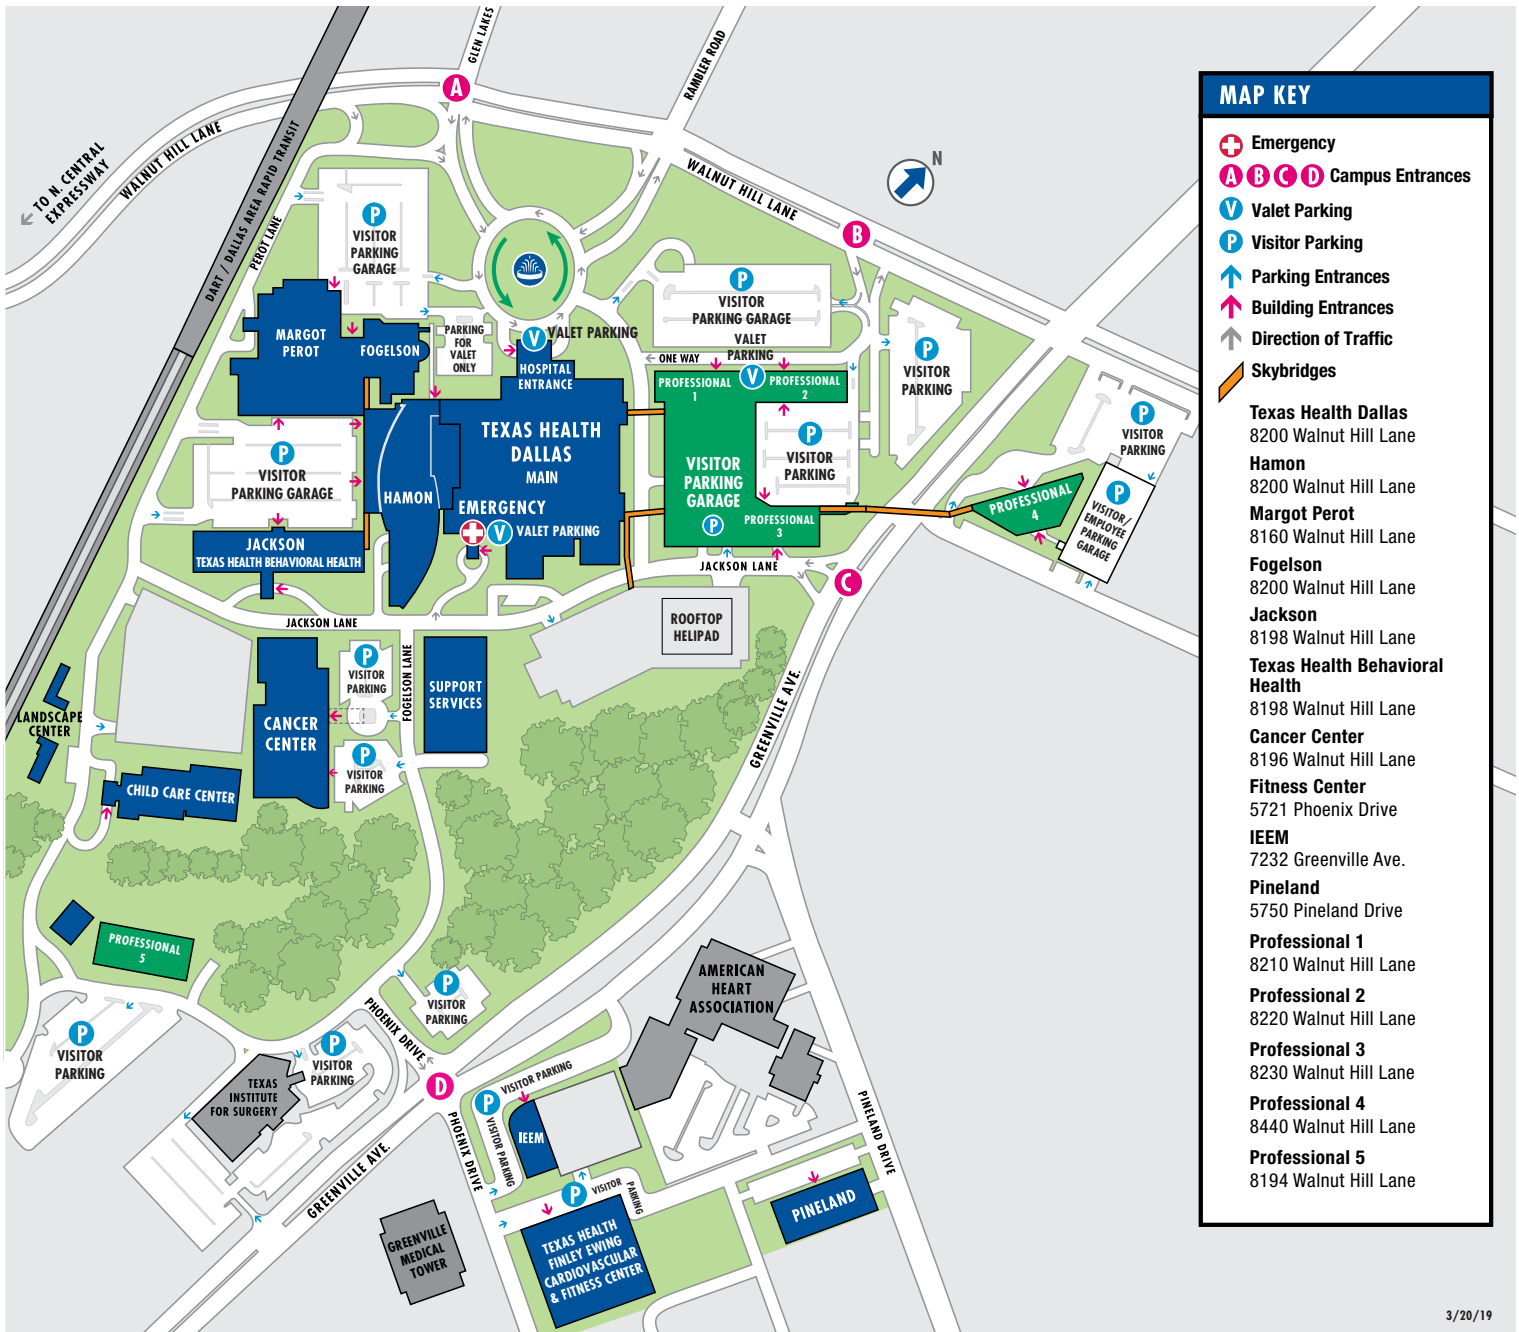 GLEN LAKES
RAMBLER ROAD
A
TO N. CENTRAL
EXPRESSWAY
WALNUT HILL LANE
DART / DALLAS AREA RAPID TRANSIT
PEROT LANE
WALNUT HILL LANE
N
B
P
VISITOR
PARKING
GARAGE
MARGOT
PEROT
FOGELSON
PARKING
FOR
VALET
ONLY
V
VALET PARKING
HOSPITAL
ENTRANCE
P
VISITOR
PARKING GARAGE
VALET
PARKING
ONE WAY
V
PROFESSIONAL
1
PROFESSIONAL
2
P
VISITOR
PARKING
P
VISITOR
PARKING
TEXAS HEALTH
DALLAS
MAIN
VISITOR
PARKING
GARAGE
P
PROFESSIONAL
3
P
VISITOR
PARKING
PROFESSIONAL
4
P
VISITOR/
EMPLOYEE
PARKING
GARAGE
P
VISITOR
PARKING GARAGE
HAMON
EMERGENCY
V
VALET PARKING
JACKSON
TEXAS HEALTH BEHAVIORAL HEALTH
JACKSON LANE
C
JACKSON LANE
ROOFTOP
HELIPAD
P
VISITOR
PARKING
FOGELSON LANE
SUPPORT
SERVICES
CANCER
CENTER
P
VISITOR
PARKING
LANDSCAPE
CENTER
CHILD CARE CENTER
GREENVILLE AVE.
PROFESSIONAL
5
P
VISITOR
PARKING
P
VISITOR
PARKING
PHOENIX DRIVE
P
VISITOR
PARKING
TEXAS
INSTITUTE
FOR SURGERY
D
AMERICAN
HEART
ASSOCIATION
VISITOR PARKING
P
VISITOR PARKING
IEEM
PHOENIX DRIVE
GREENVILLE AVE.
P
VISITOR
PARKING
PINELAND DRIVE
PINELAND
GREENVILLE
MEDICAL
TOWER
TEXAS HEALTH
FINLEY EWING
CARDIOVASCULAR
& FITNESS CENTER
MAP KEY
Emergency
A B C D Campus Entrances
V Valet Parking
P Visitor Parking
Parking Entrances
Building Entrances
Direction of Traffic
Skybridges
Texas Health Dallas
8200 Walnut Hill Lane
Hamon
8200 Walnut Hill Lane
Margot Perot
8160 Walnut Hill Lane
Fogelson
8200 Walnut Hill Lane
Jackson
8198 Walnut Hill Lane
Texas Health Behavioral
Health
8198 Walnut Hill Lane
Cancer Center
8196 Walnut Hill Lane
Fitness Center
5721 Phoenix Drive
IEEM
7232 Greenville Ave.
Pineland
5750 Pineland Drive
Professional 1
8210 Walnut Hill Lane
Professional 2
8220 Walnut Hill Lane
Professional 3
8230 Walnut Hill Lane
Professional 4
8440 Walnut Hill Lane
Professional 5
8194 Walnut Hill Lane
3/20/19